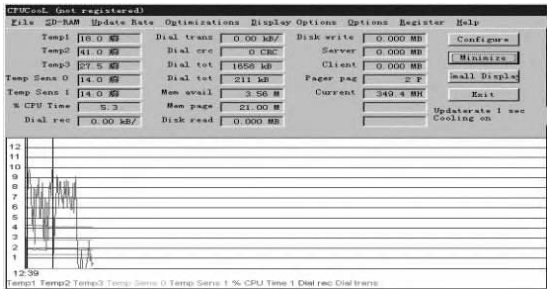 CPUCooL (not registered)
File SD-RAM Update Rate Optimizations Display Options Options Register Help
Temp1 18.0 Dial trans 0.00 kB/ Disk write 0.000 MB Configure
Temp2 41.0 Dial crc 0 CRC Server 0.000 MB Minimize
Temp3 27.5 Dial tot 1658 kB Client 0.000 MB mall Display
Temp Sens 0 14.0 Dial tot 211 kB Pager pag 2 P Exit
Temp Sens 1 14.0 Mem avail 3.56 M Current 349.4 MH
% CPU Time 5.3 Mem page 21.00 M Updaterate 1 sec
Dial rec 0.00 kB/ Disk read 0.000 MB Cooling on
12
11
10
9
8
7
6
5
4
3
2
1
12:39
Temp1 Temp2 Temp3 Temp Sens 0 Temp Sens 1 % CPU Time 1 Dial rec Dial trans